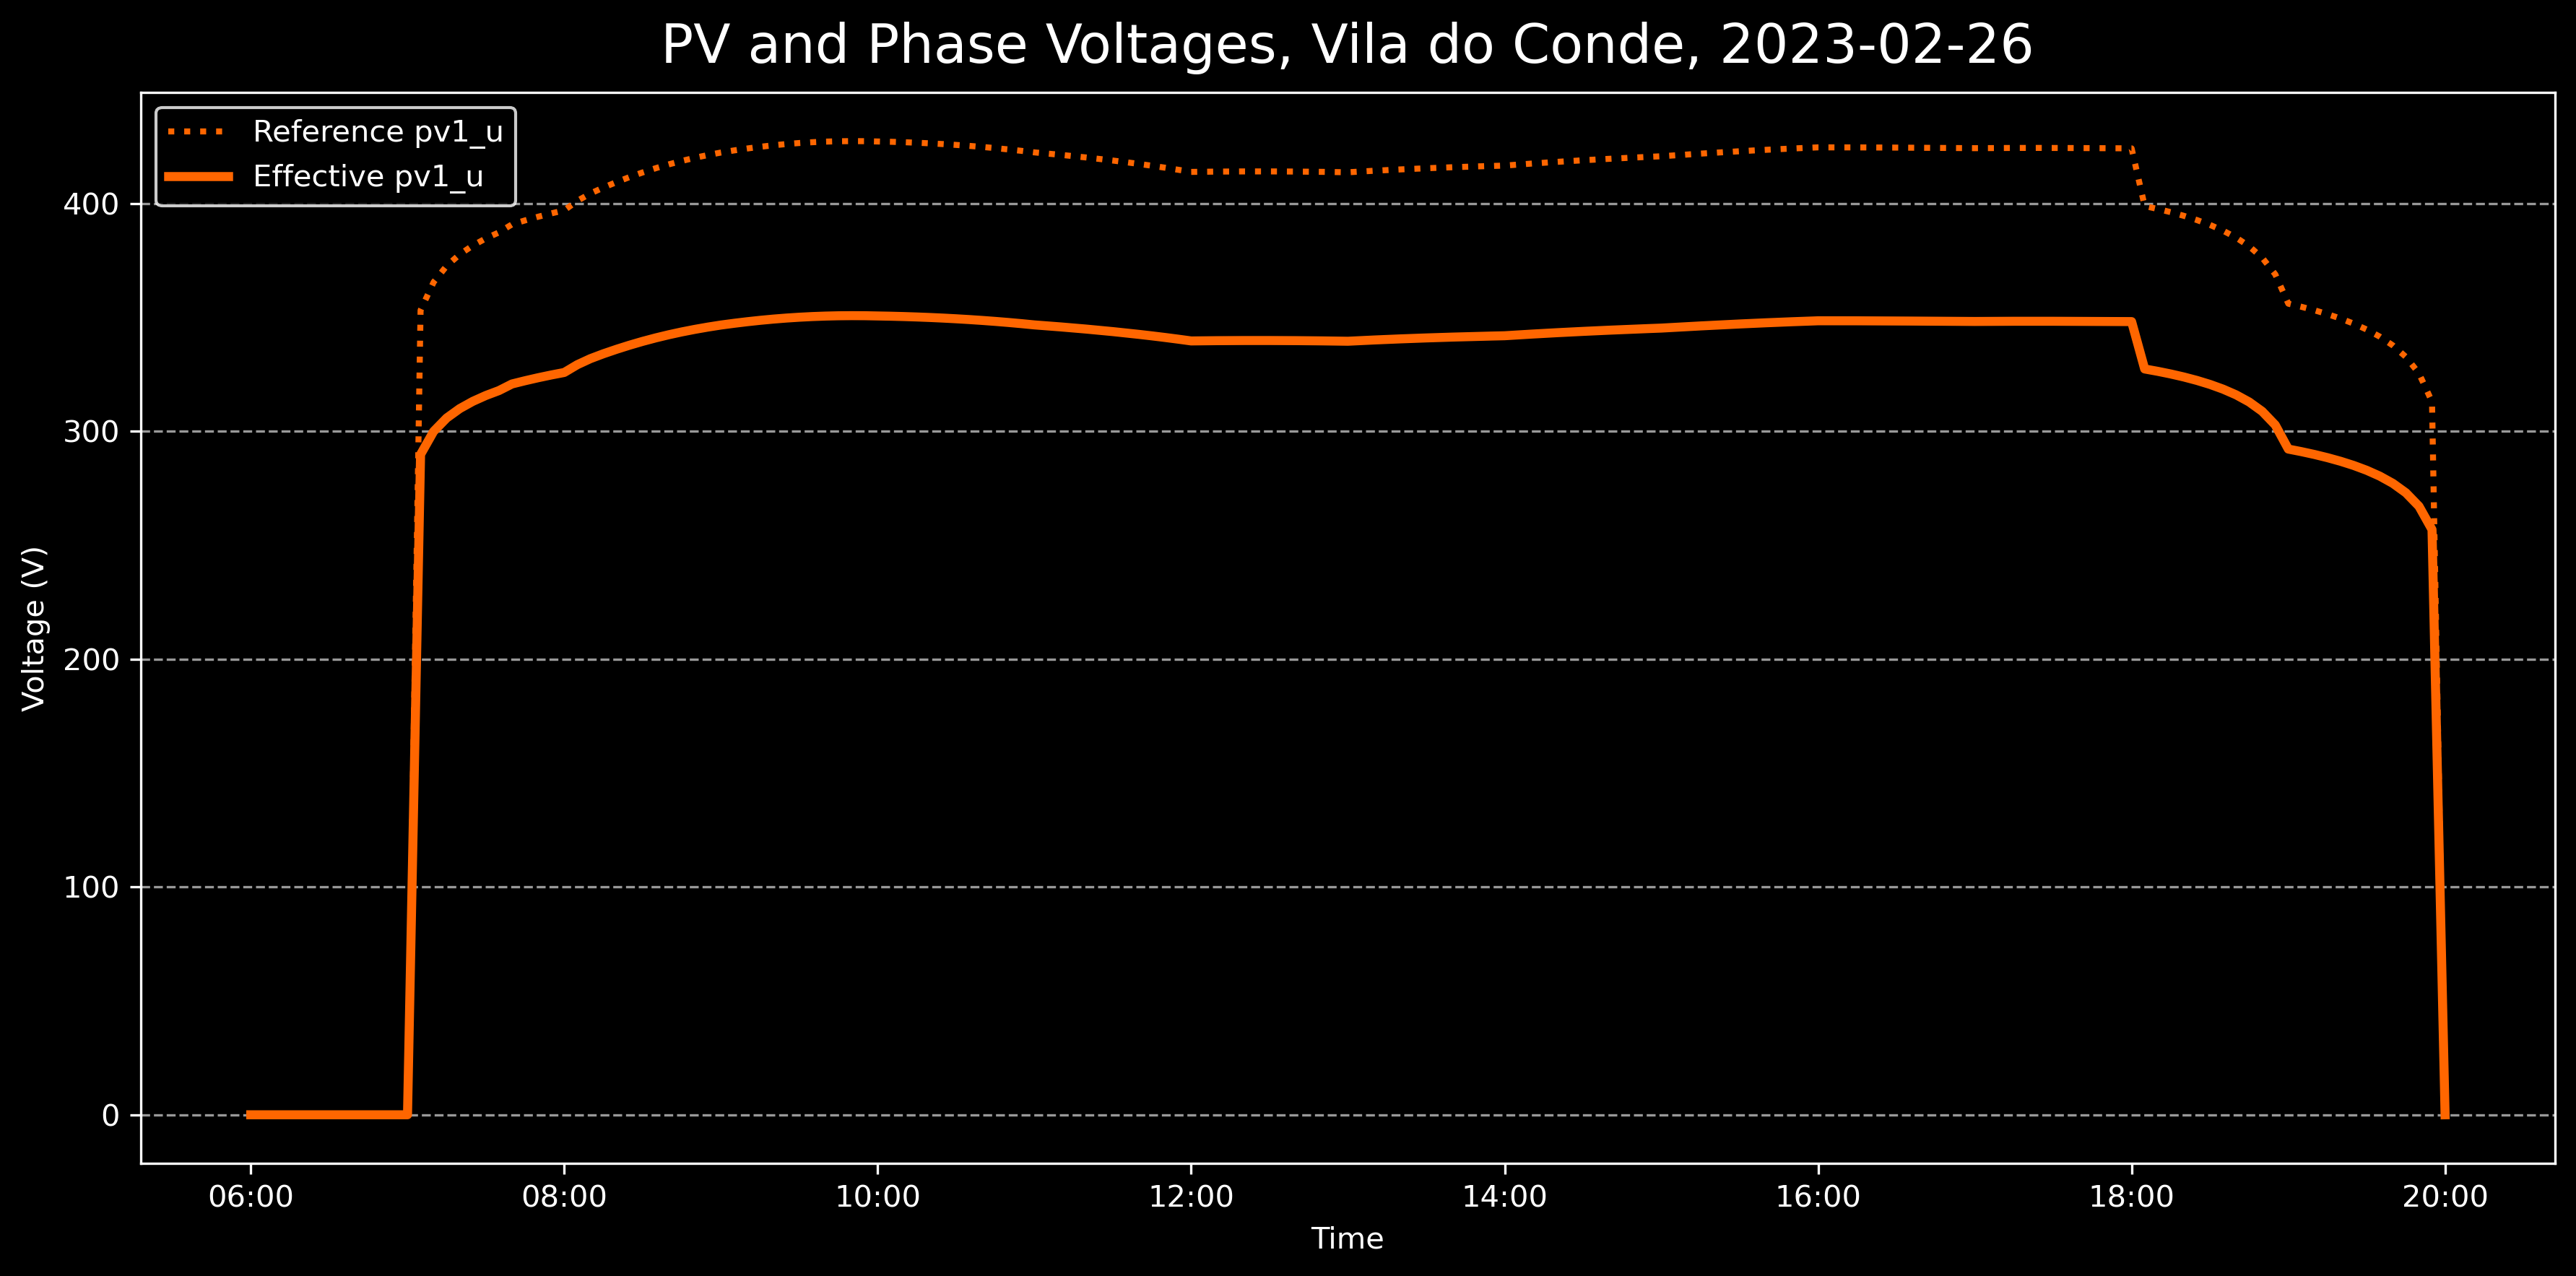 PV and Phase Voltages, Vila do Conde, 2023-02-26
Reference pv1_u
Effective pv1_u
400
300
200
100
0
Voltage (V)
06:00
08:00
10:00
12:00
14:00
16:00
18:00
20:00
Time